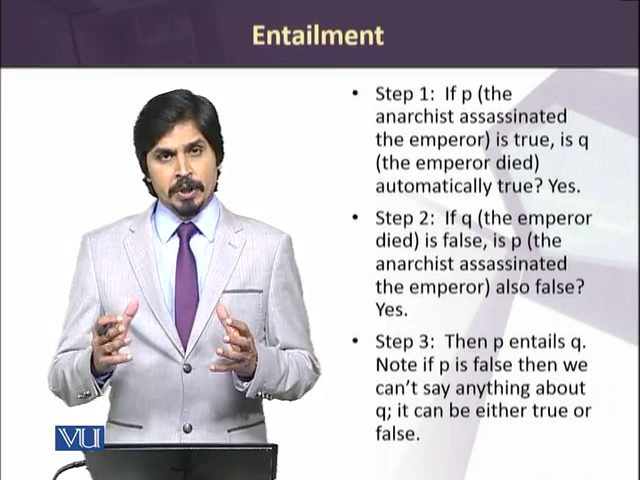 Entailment
• Step 1: If p (the
anarchist assassinated
the emperor) is true, is q
(the emperor died)
automatically true? Yes.
• Step 2: If q (the emperor
died) is false, is p (the
anarchist assassinated
the emperor) also false?
Yes.
• Step 3: Then p entails q.
Note if p is false then we
can't say anything about
q; it can be either true or
false.
VU